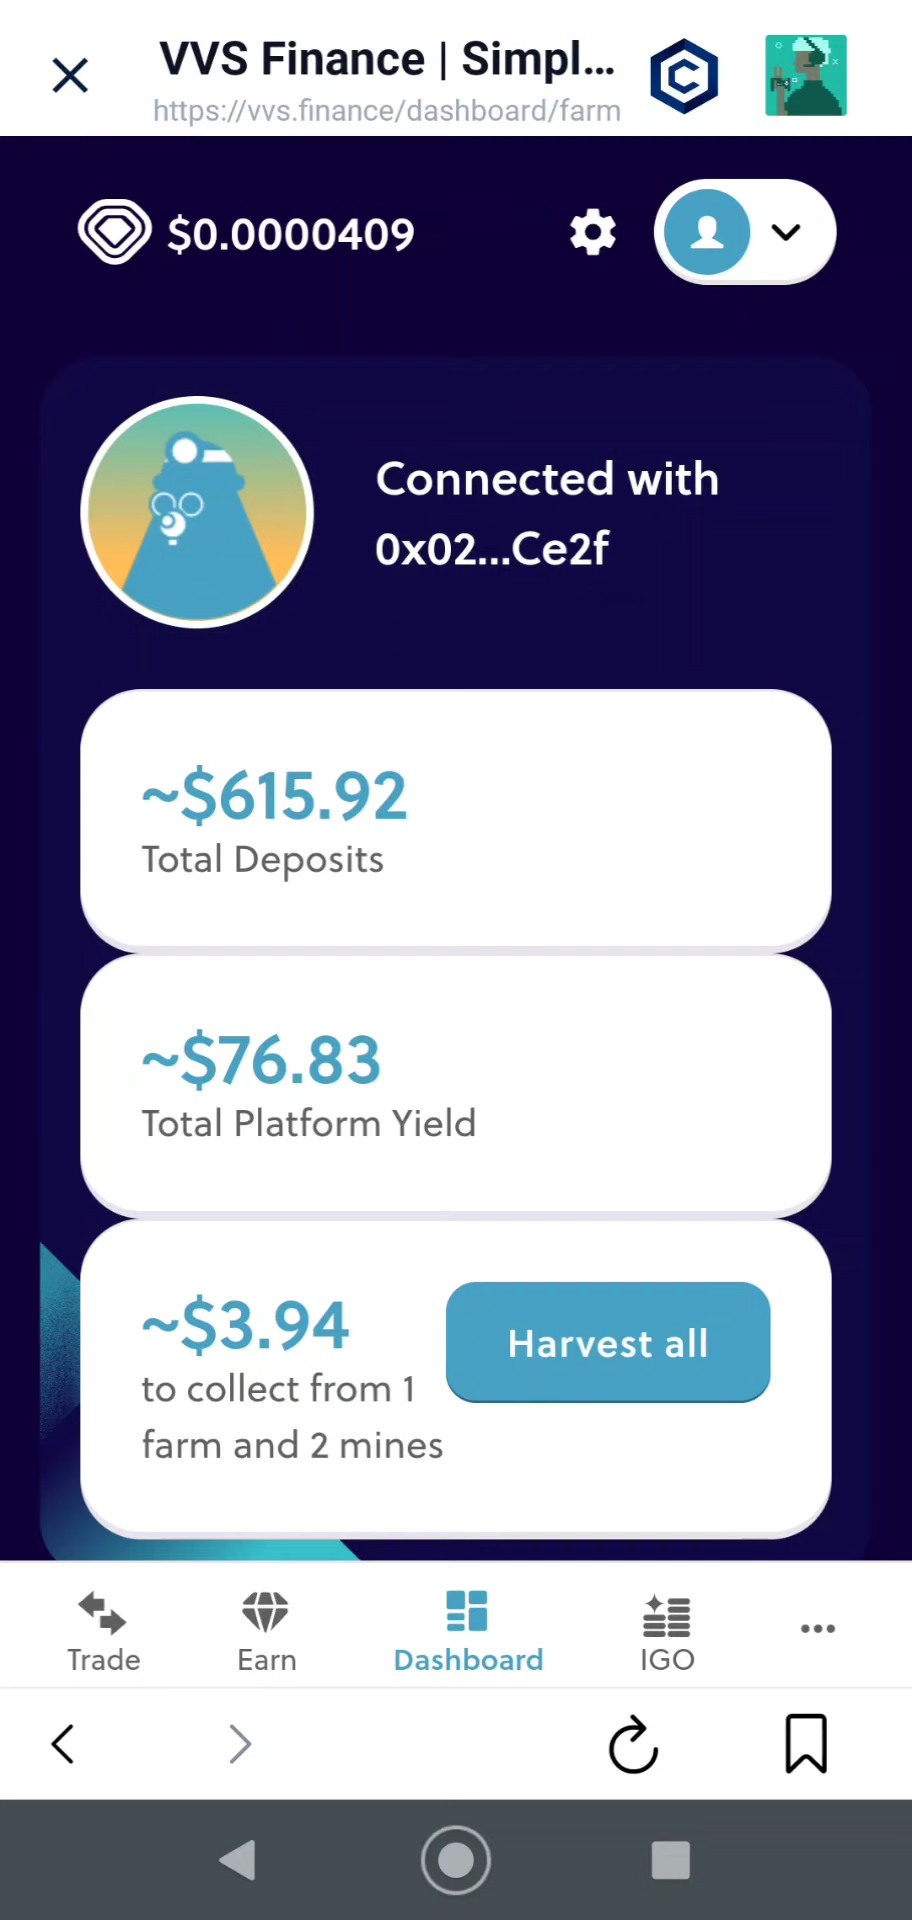 VVS Finance | Simpl...
https://vvs.finance/dashboard/farm
$0.0000409
Connected with
0x02...Ce2f
~$615.92
Total Deposits
~$76.83
Total Platform Yield
~$3.94
to collect from 1
farm and 2 mines
Harvest all
Trade
Earn
Dashboard
IGO